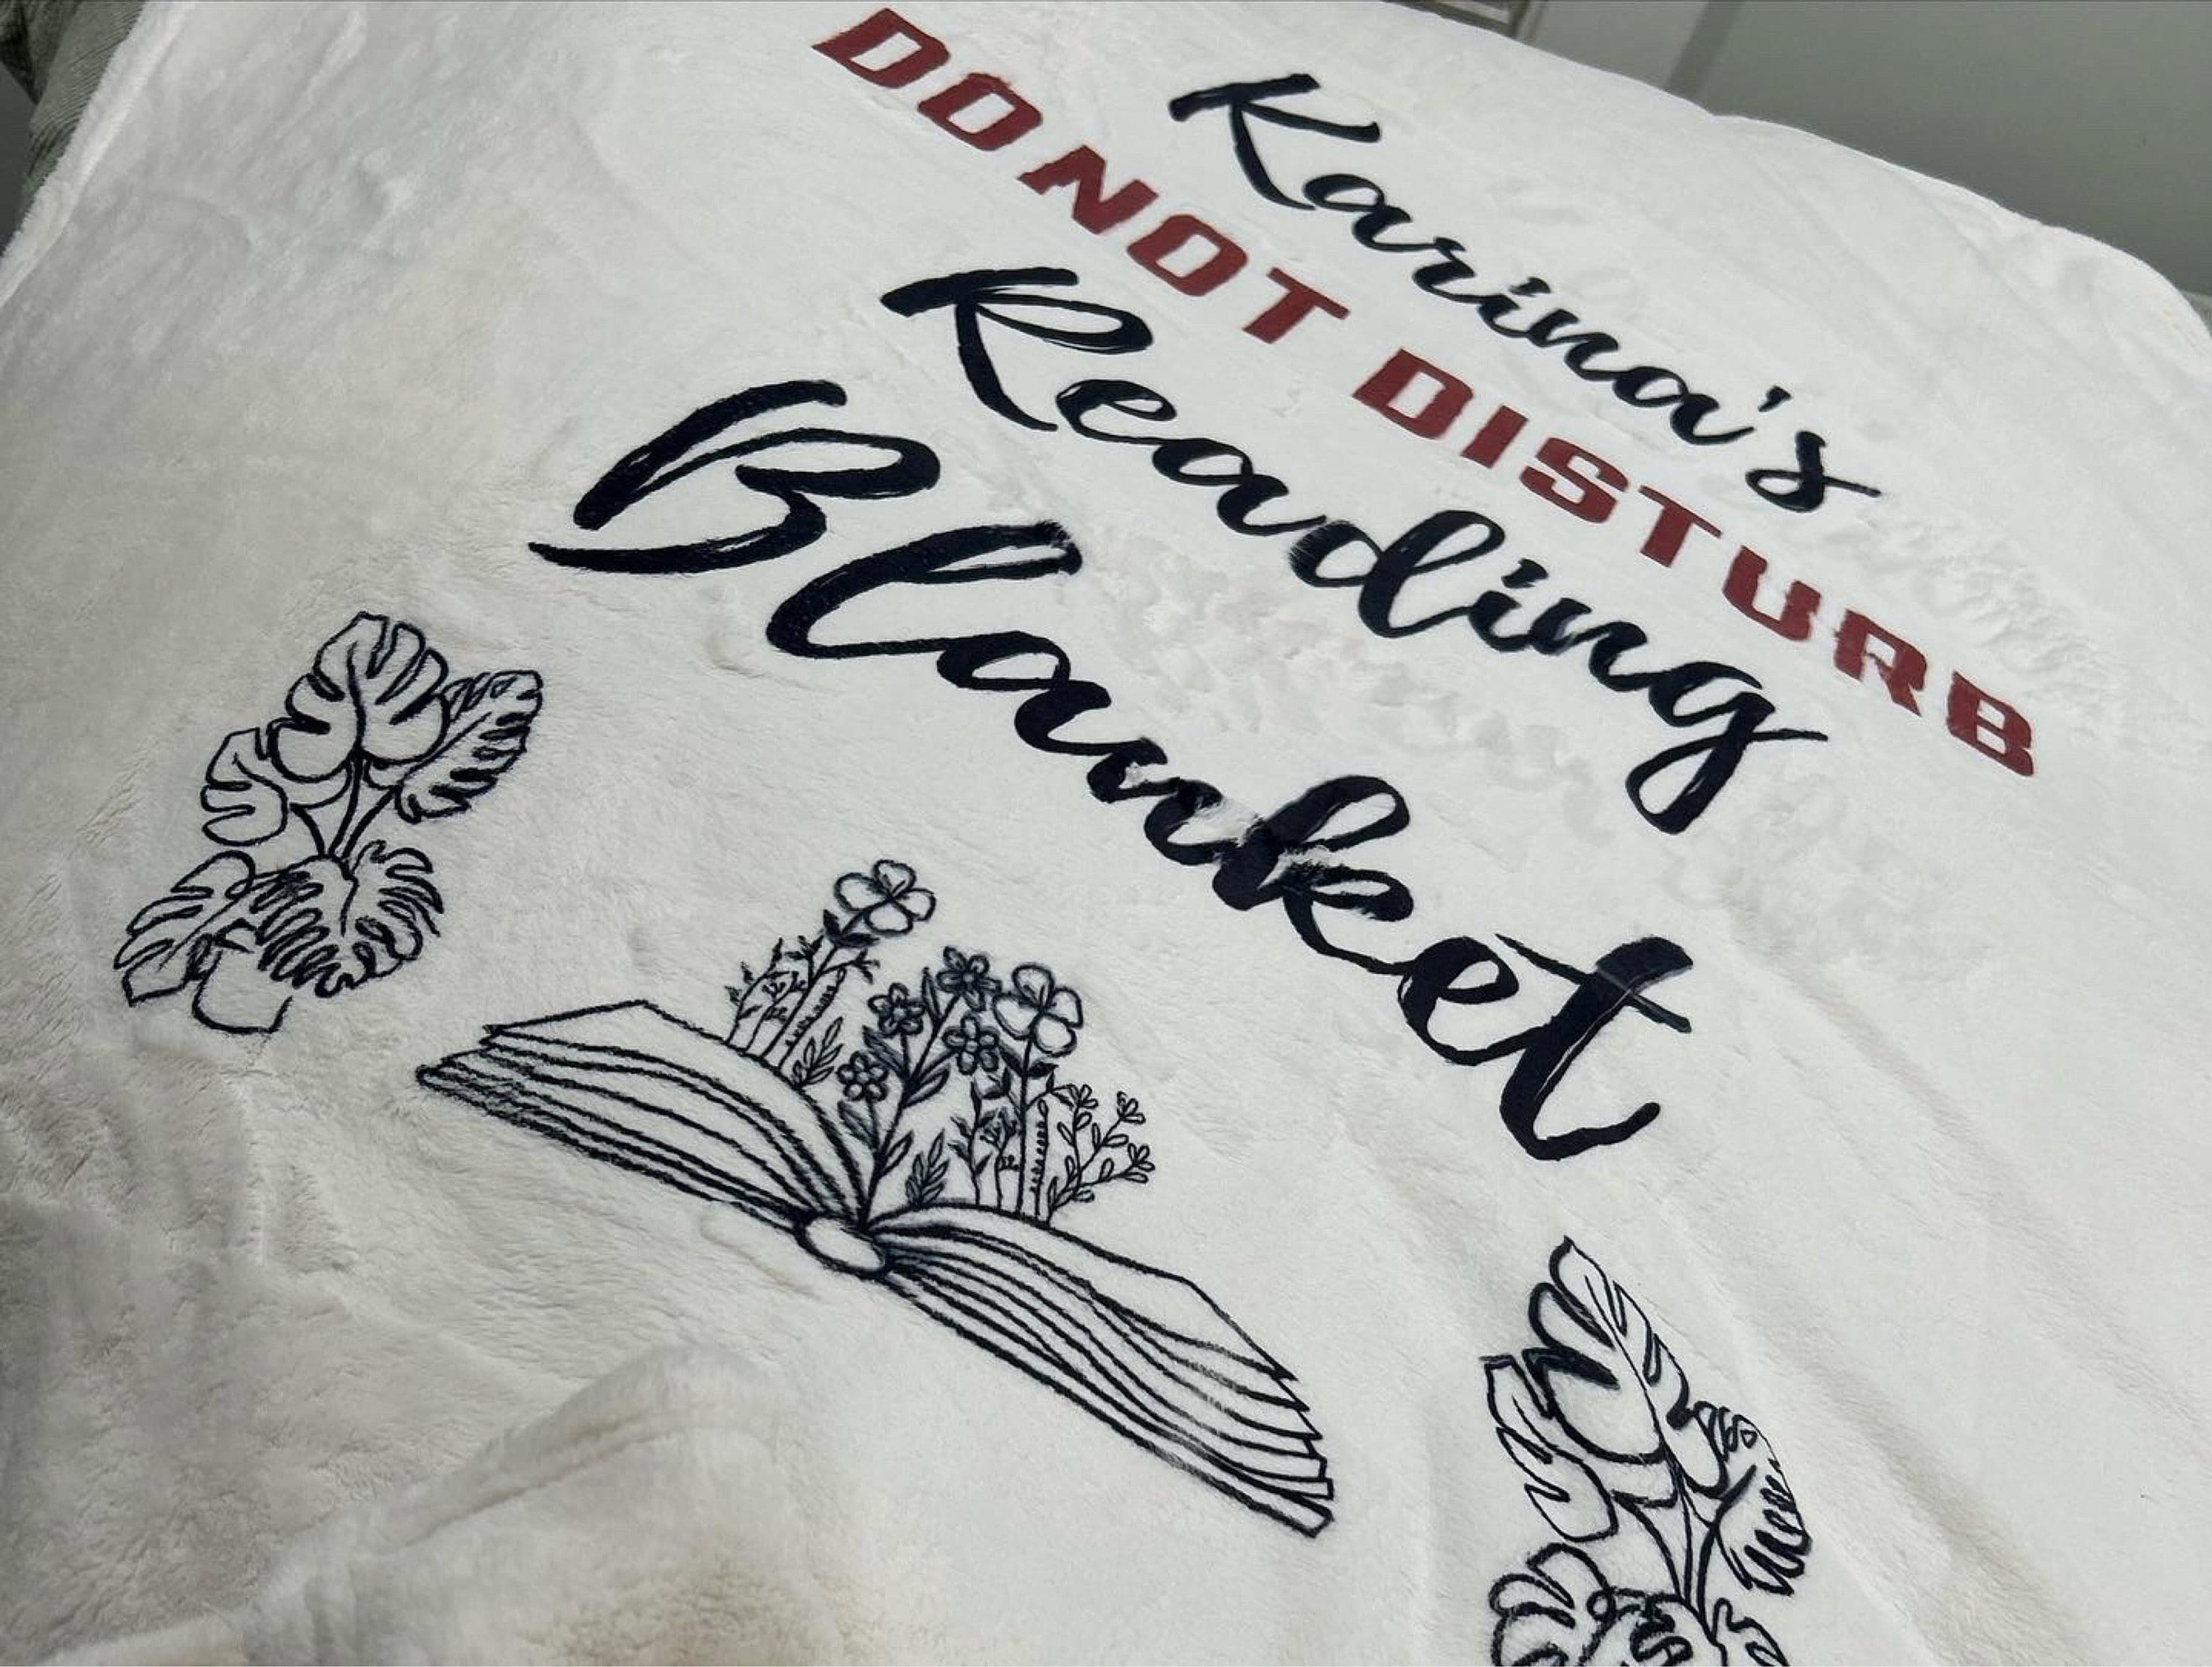 Karina's
DO NOT DISTURB
Reading
Blanket